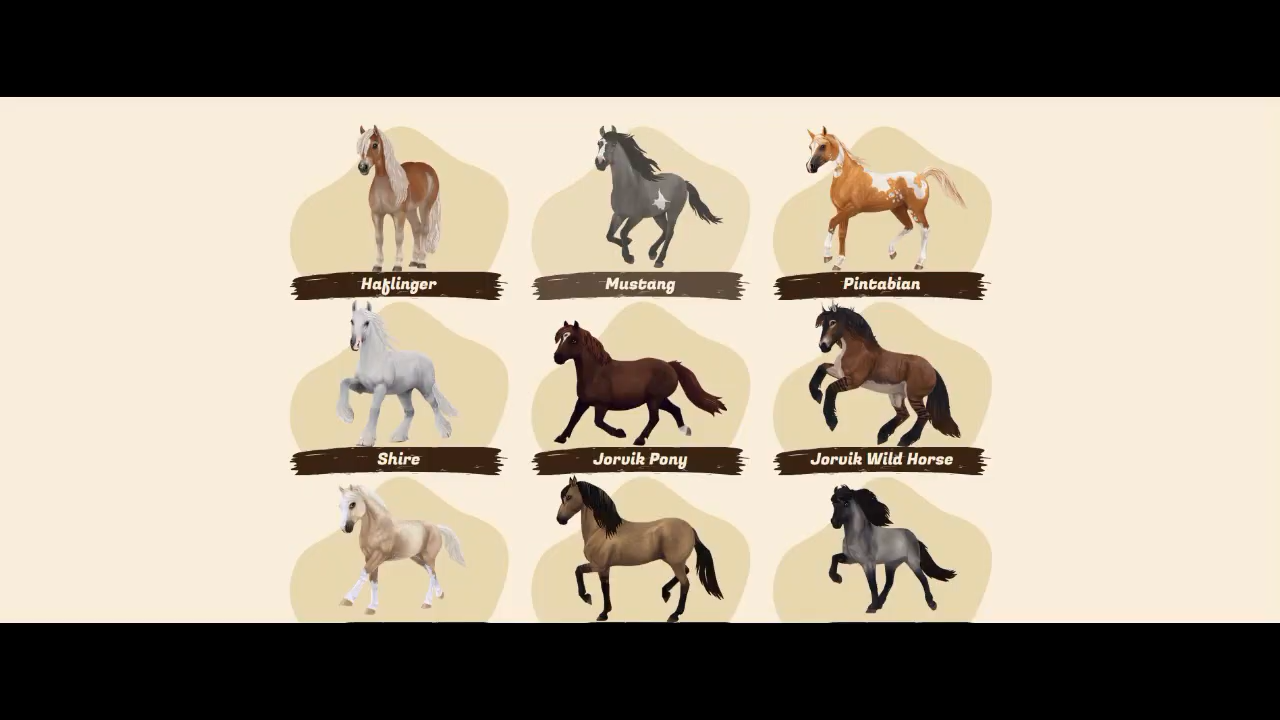 Haflinger
Mustang
Pintabian
Shire
Jorvik Pony
Jorvik Wild Horse